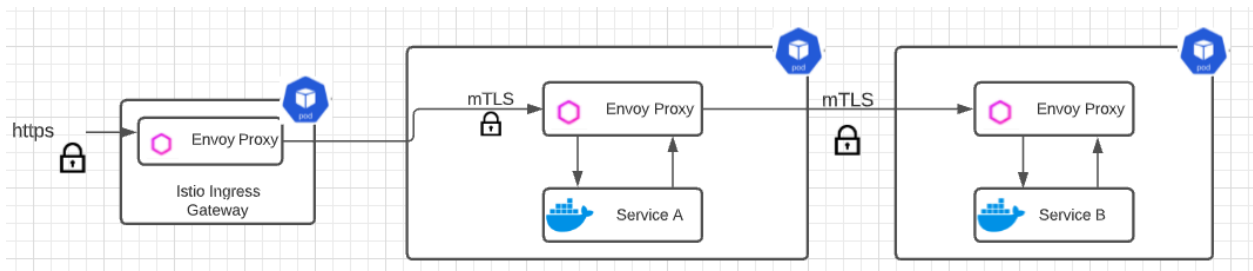 https
Envoy Proxy
Istio Ingress
Gateway
pod
mTLS
Envoy Proxy
Service A
pod
mTLS
Envoy Proxy
Service B
pod